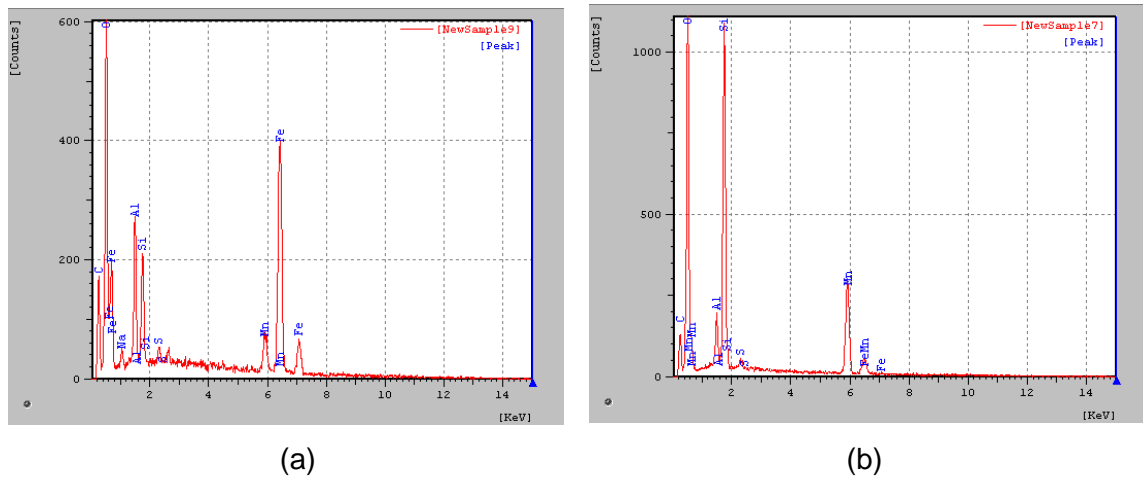 [Counts]
600
400
200
0
[NewSample9]
[Peak]
O
C
Fe
Fe
Fe
Na
Al
Al
Si
Si
S
S
Mn
Fe
Mn
Fe
2 4 6 8 10 12 14
[KeV]
(a)
[Counts]
1000
500
0
[NewSample7]
[Peak]
O
Si
C
Mn
Mn
Mn
Al
Al
Si
S
S
Mn
Fe
Mn
Fe
2 4 6 8 10 12 14
[KeV]
(b)